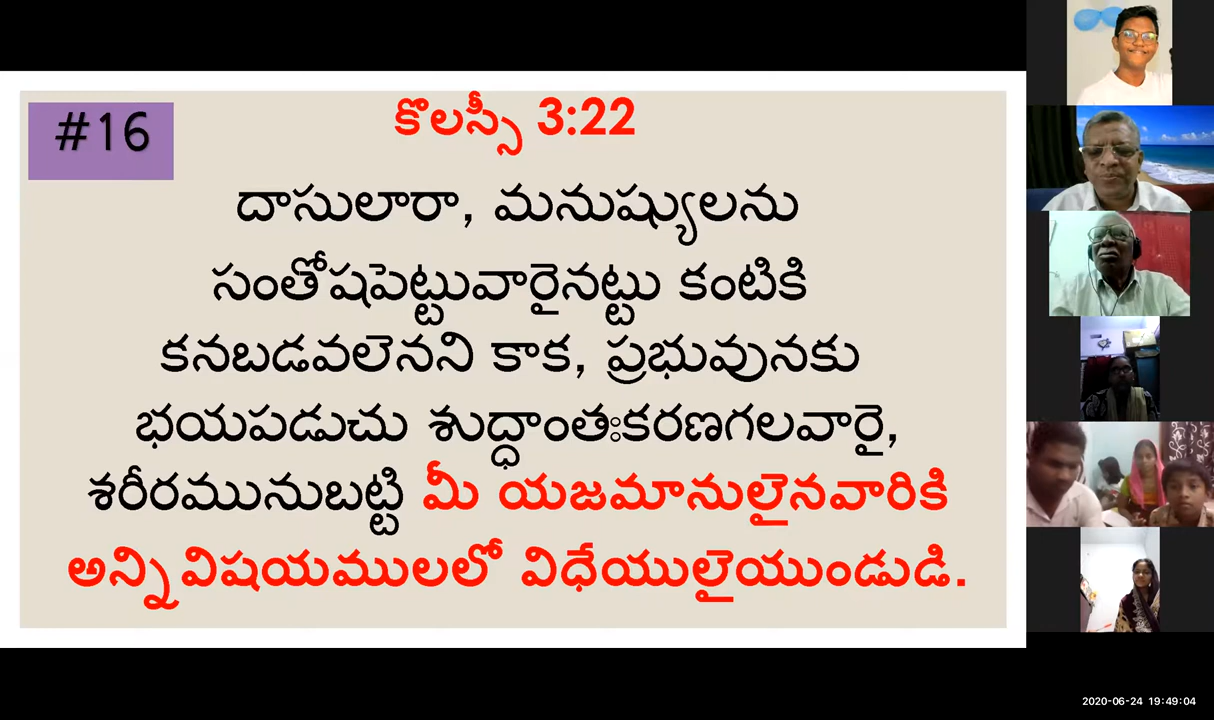 #16
కొలస్సీ 3:22
దాసులారా, మనుష్యులను
సంతోషపెట్టువారైనట్టు కంటికి
కనబడవలెనని కాక, ప్రభువునకు
భయపడుచు శుద్ధాంతఃకరణగలవారై,
శరీరమునుబట్టి మీ యజమానులైనవారికి
అన్నివిషయములలో విధేయులైయుండుడి.
2020-06-24 19:49:04